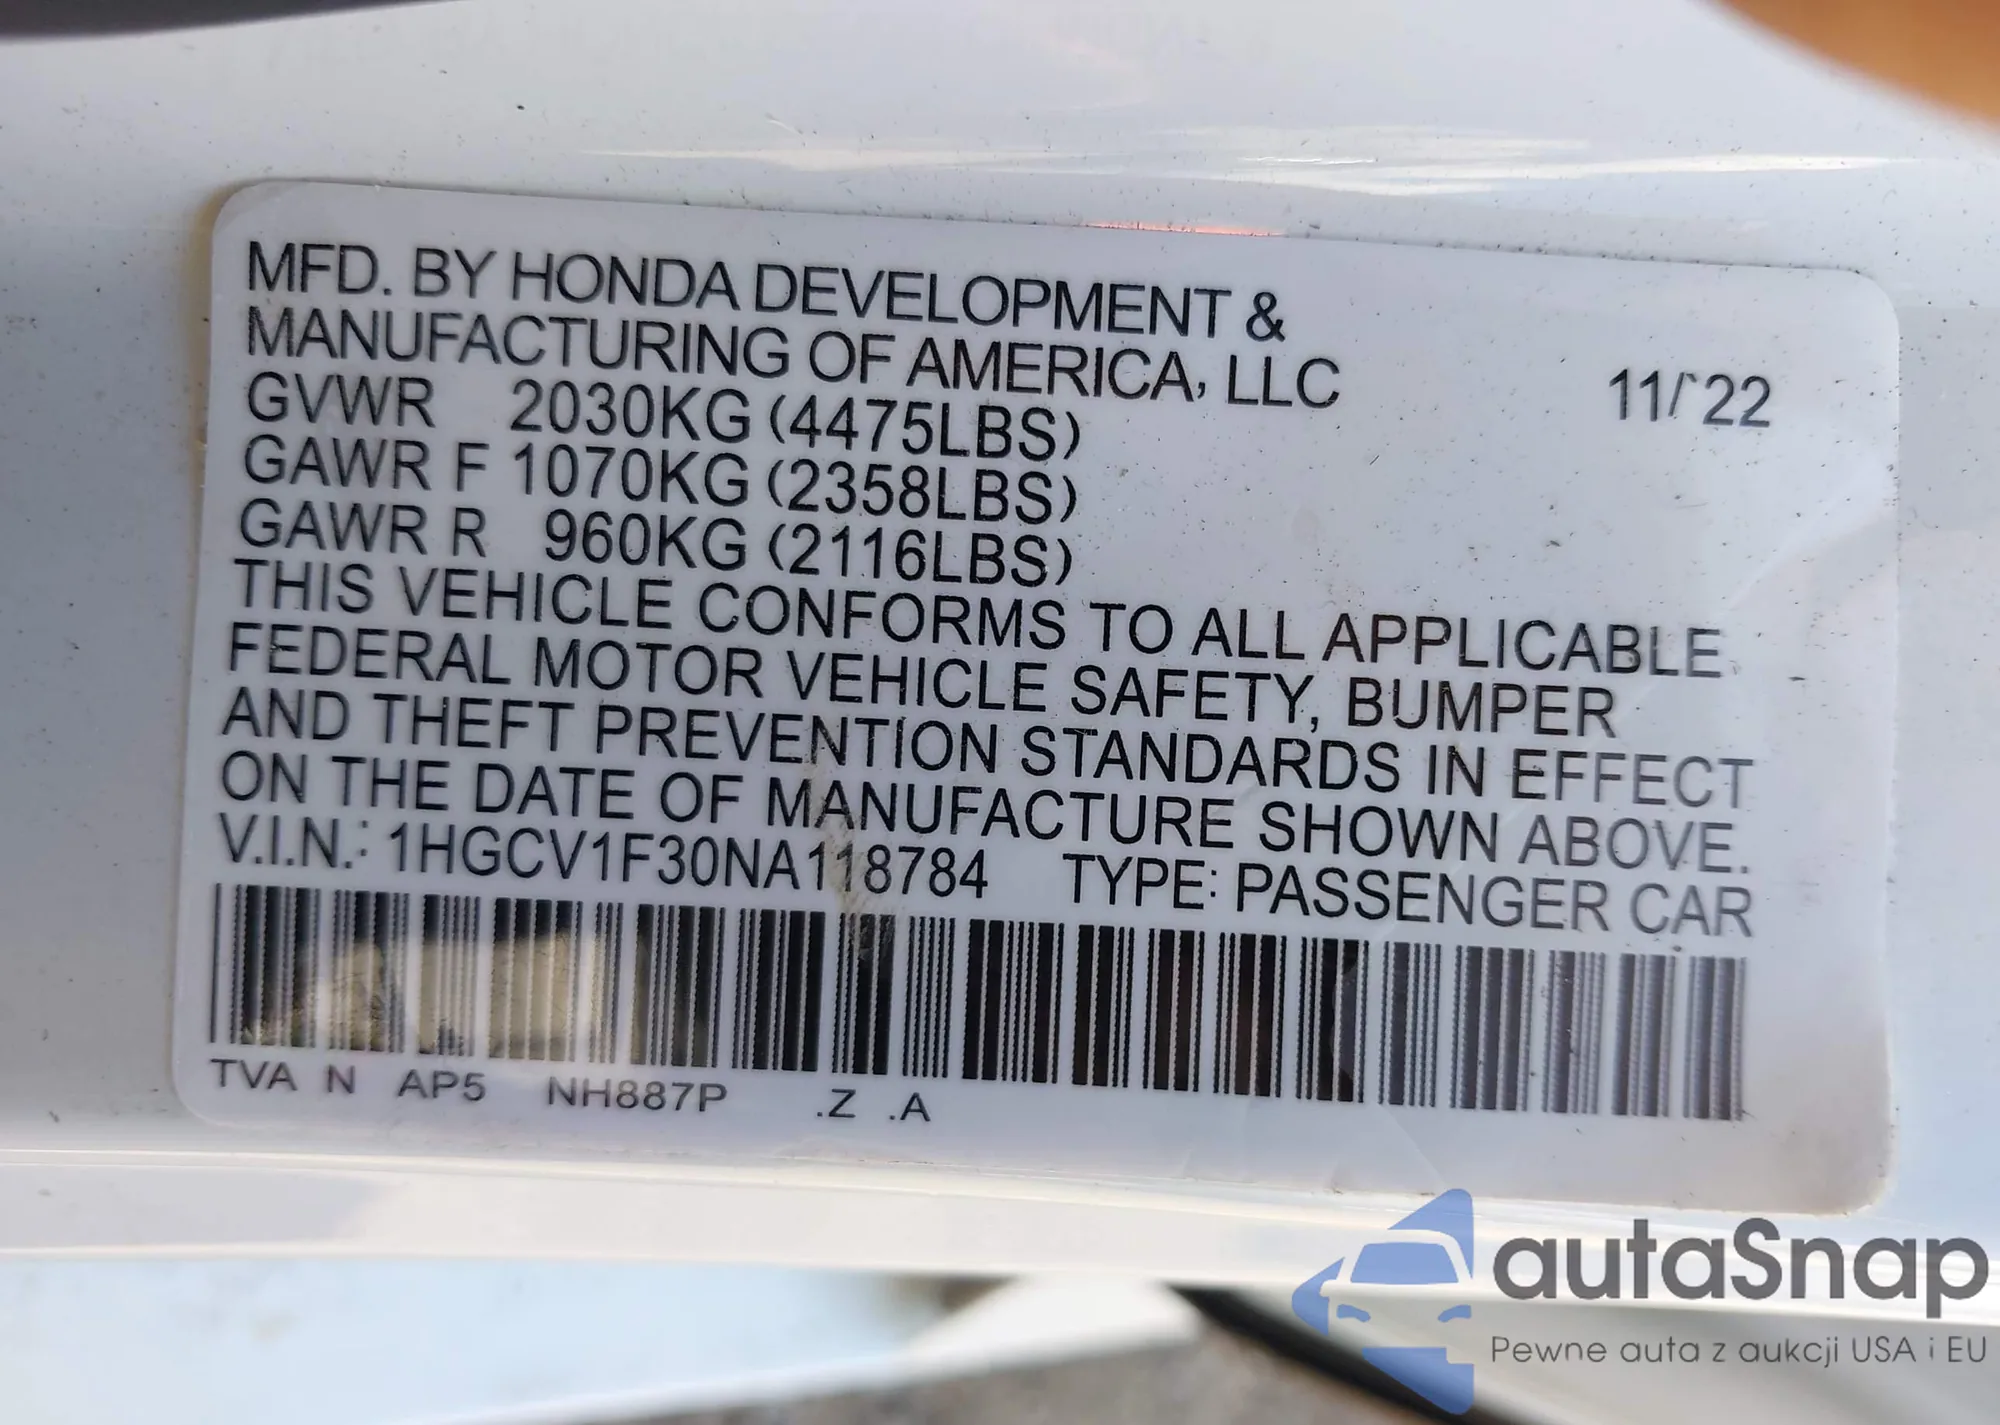 MFD. BY HONDA DEVELOPMENT &
MANUFACTURING OF AMERICA, LLC 11/`22
GVWR 2030KG (4475LBS)
GAWR F 1070KG (2358LBS)
GAWR R 960KG (2116LBS)
THIS VEHICLE CONFORMS TO ALL APPLICABLE
FEDERAL MOTOR VEHICLE SAFETY, BUMPER
AND THEFT PREVENTION STANDARDS IN EFFECT
ON THE DATE OF MANUFACTURE SHOWN ABOVE.
V.I.N.: 1HGCV1F30NA118784 TYPE: PASSENGER CAR
TVA N AP5 NH887P .Z .A
autaSnap
Pewne auta z aukcji USA i EU